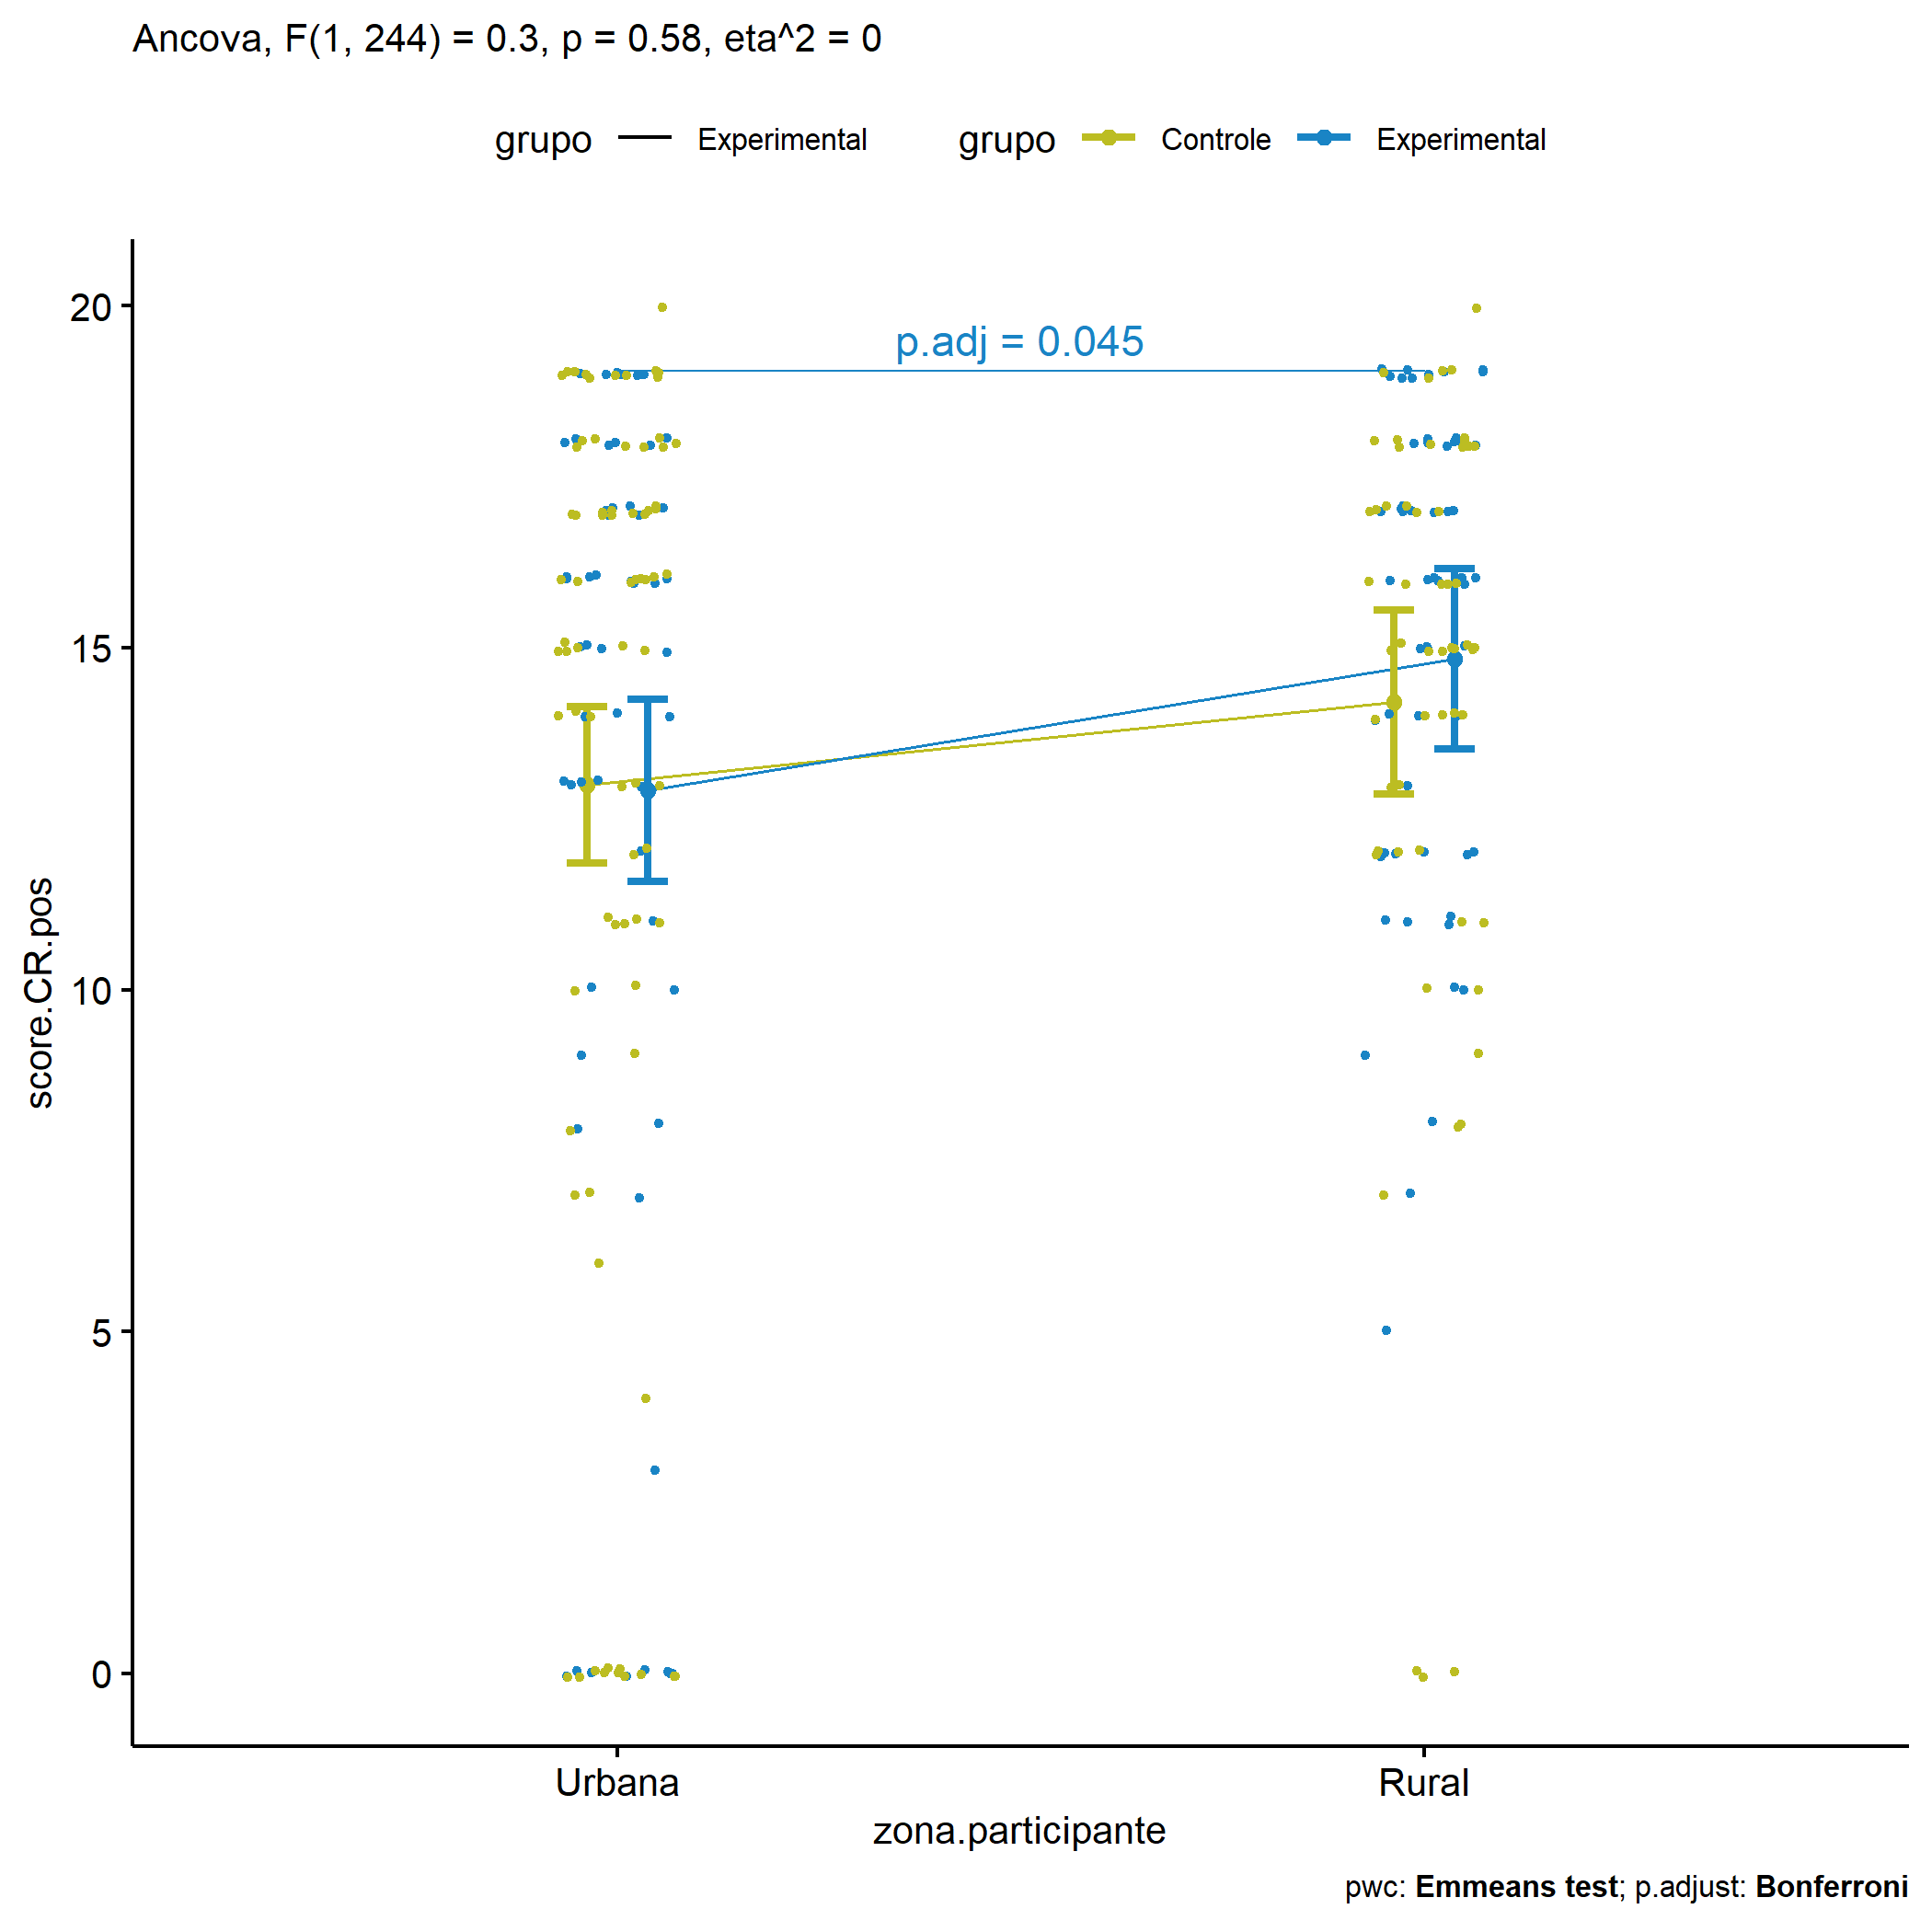 Ancova, F(1, 244) = 0.3, p = 0.58, eta^2 = 0
grupo Experimental grupo Controle Experimental
20
p.adj = 0.045
15
10
score.CR.pos
5
0
Urbana Rural
zona.participante
pwc: Emmeans test; p.adjust: Bonferroni